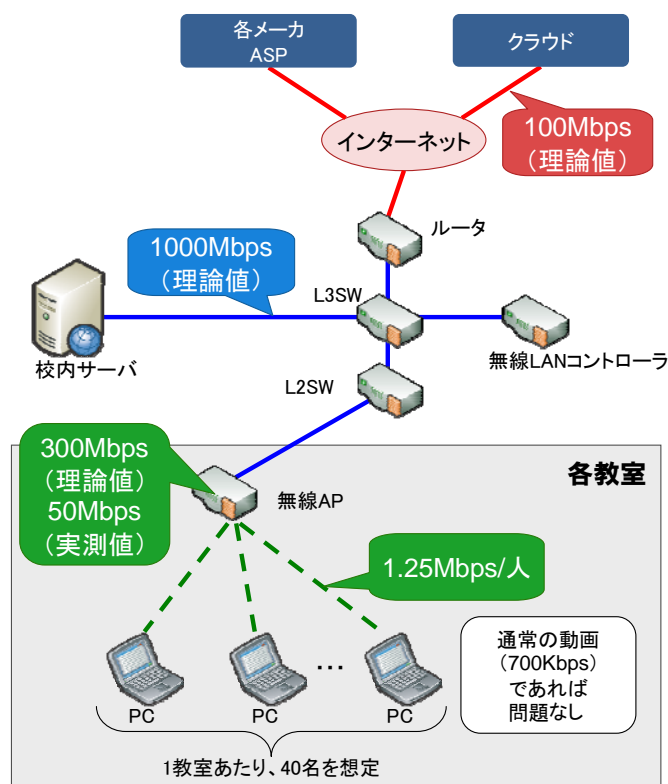 各メーカ
ASP
クラウド
100Mbps
(理論値)
インターネット
ルータ
1000Mbps
(理論値)
L3SW
校内サーバ
無線LANコントローラ
L2SW
300Mbps
(理論値)
50Mbps
(実測値)
各教室
無線AP
1.25Mbps/人
通常の動画
(700Kbps)
であれば
問題なし
…
PC
PC
PC
1教室あたり、40名を想定